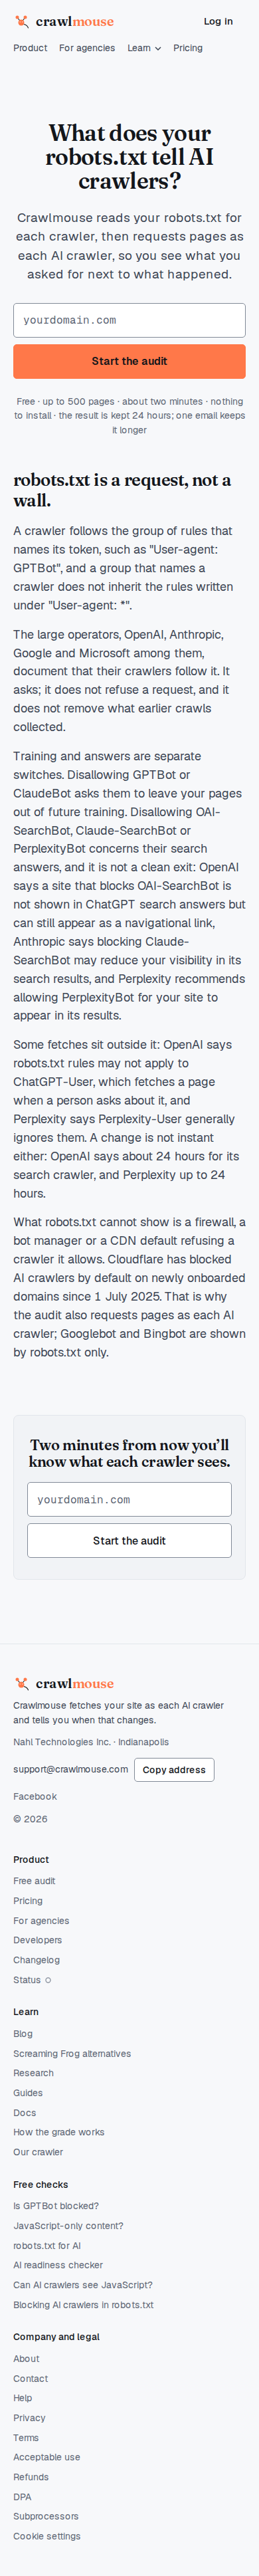 crawlmouse
Log in
Product
For agencies
Learn
Pricing
What does your
robots.txt tell AI
crawlers?
Crawlmouse reads your robots.txt for
each crawler, then requests pages as
each AI crawler, so you see what you
asked for next to what happened.
yourdomain.com
Start the audit
Free · up to 500 pages · about two minutes · nothing
to install · the result is kept 24 hours; one email keeps
it longer
robots.txt is a request, not a
wall.
A crawler follows the group of rules that
names its token, such as "User-agent:
GPTBot", and a group that names a
crawler does not inherit the rules written
under "User-agent: *".
The large operators, OpenAI, Anthropic,
Google and Microsoft among them,
document that their crawlers follow it. It
asks; it does not refuse a request, and it
does not remove what earlier crawls
collected.
Training and answers are separate
switches. Disallowing GPTBot or
ClaudeBot asks them to leave your pages
out of future training. Disallowing OAI-
SearchBot, Claude-SearchBot or
PerplexityBot concerns their search
answers, and it is not a clean exit: OpenAI
says a site that blocks OAI-SearchBot is
not shown in ChatGPT search answers but
can still appear as a navigational link,
Anthropic says blocking Claude-
SearchBot may reduce your visibility in its
search results, and Perplexity recommends
allowing PerplexityBot for your site to
appear in its results.
Some fetches sit outside it: OpenAI says
robots.txt rules may not apply to
ChatGPT-User, which fetches a page
when a person asks about it, and
Perplexity says Perplexity-User generally
ignores them. A change is not instant
either: OpenAI says about 24 hours for its
search crawler, and Perplexity up to 24
hours.
What robots.txt cannot show is a firewall, a
bot manager or a CDN default refusing a
crawler it allows. Cloudflare has blocked
AI crawlers by default on newly onboarded
domains since 1 July 2025. That is why
the audit also requests pages as each AI
crawler; Googlebot and Bingbot are shown
by robots.txt only.
Two minutes from now you'll
know what each crawler sees.
yourdomain.com
Start the audit
crawlmouse
Crawlmouse fetches your site as each AI crawler
and tells you when that changes.
Nahl Technologies Inc. · Indianapolis
support@crawlmouse.com
Copy address
Facebook
© 2026
Product
Free audit
Pricing
For agencies
Developers
Changelog
Status
Learn
Blog
Screaming Frog alternatives
Research
Guides
Docs
How the grade works
Our crawler
Free checks
Is GPTBot blocked?
JavaScript-only content?
robots.txt for AI
AI readiness checker
Can AI crawlers see JavaScript?
Blocking AI crawlers in robots.txt
Company and legal
About
Contact
Help
Privacy
Terms
Acceptable use
Refunds
DPA
Subprocessors
Cookie settings